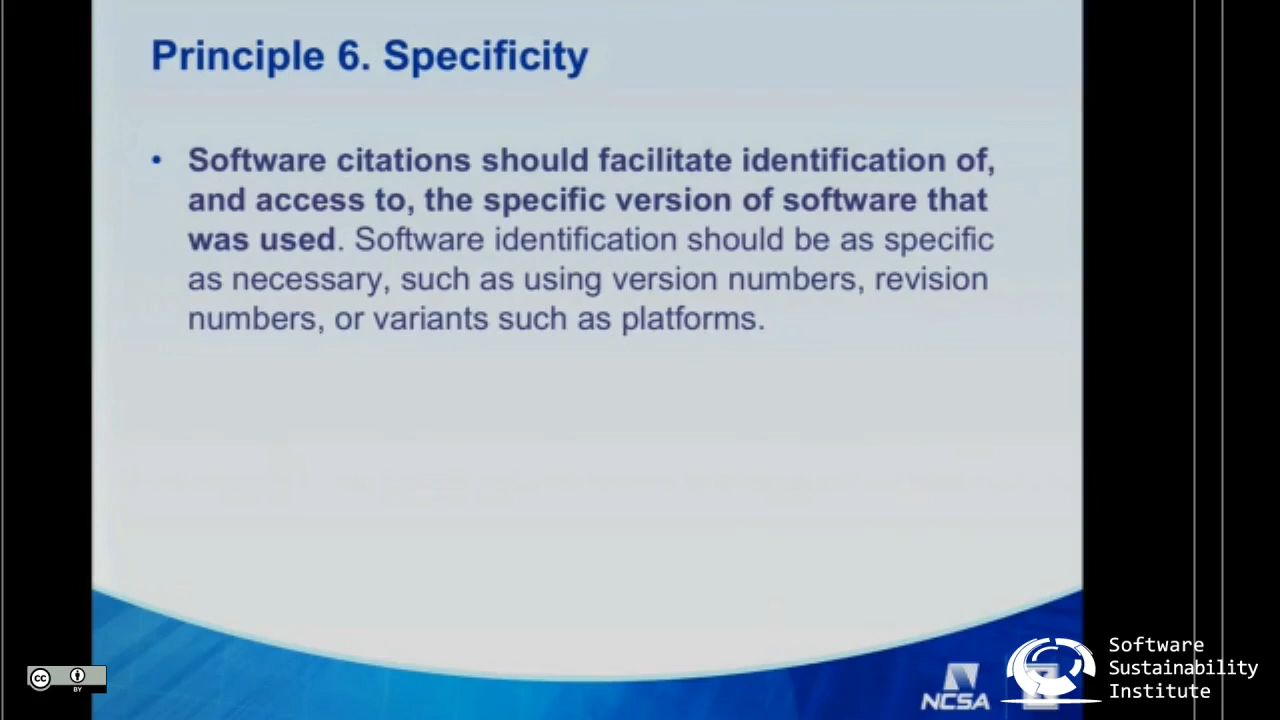 Principle 6. Specificity
• Software citations should facilitate identification of,
and access to, the specific version of software that
was used. Software identification should be as specific
as necessary, such as using version numbers, revision
numbers, or variants such as platforms.
cc
BY
NCSA
Software
Sustainability
Institute